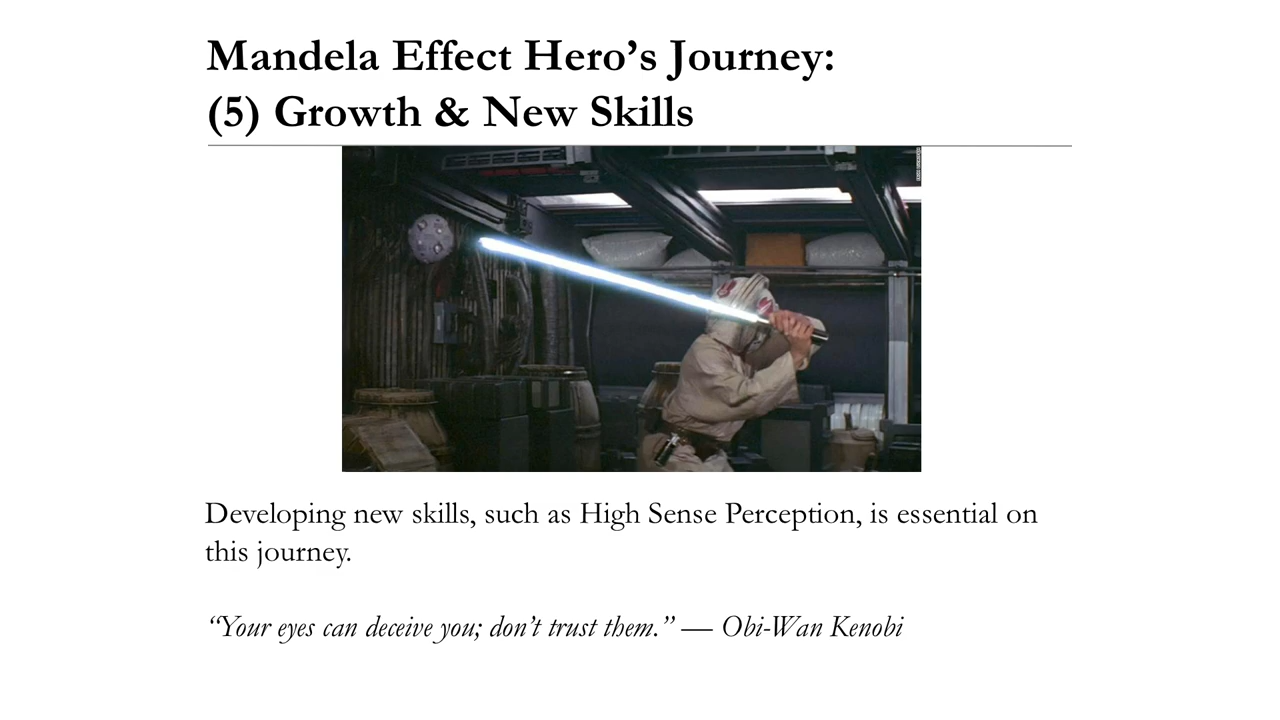 Mandela Effect Hero’s Journey:
(5) Growth & New Skills
Developing new skills, such as High Sense Perception, is essential on
this journey.
“Your eyes can deceive you; don’t trust them.” — Obi-Wan Kenobi